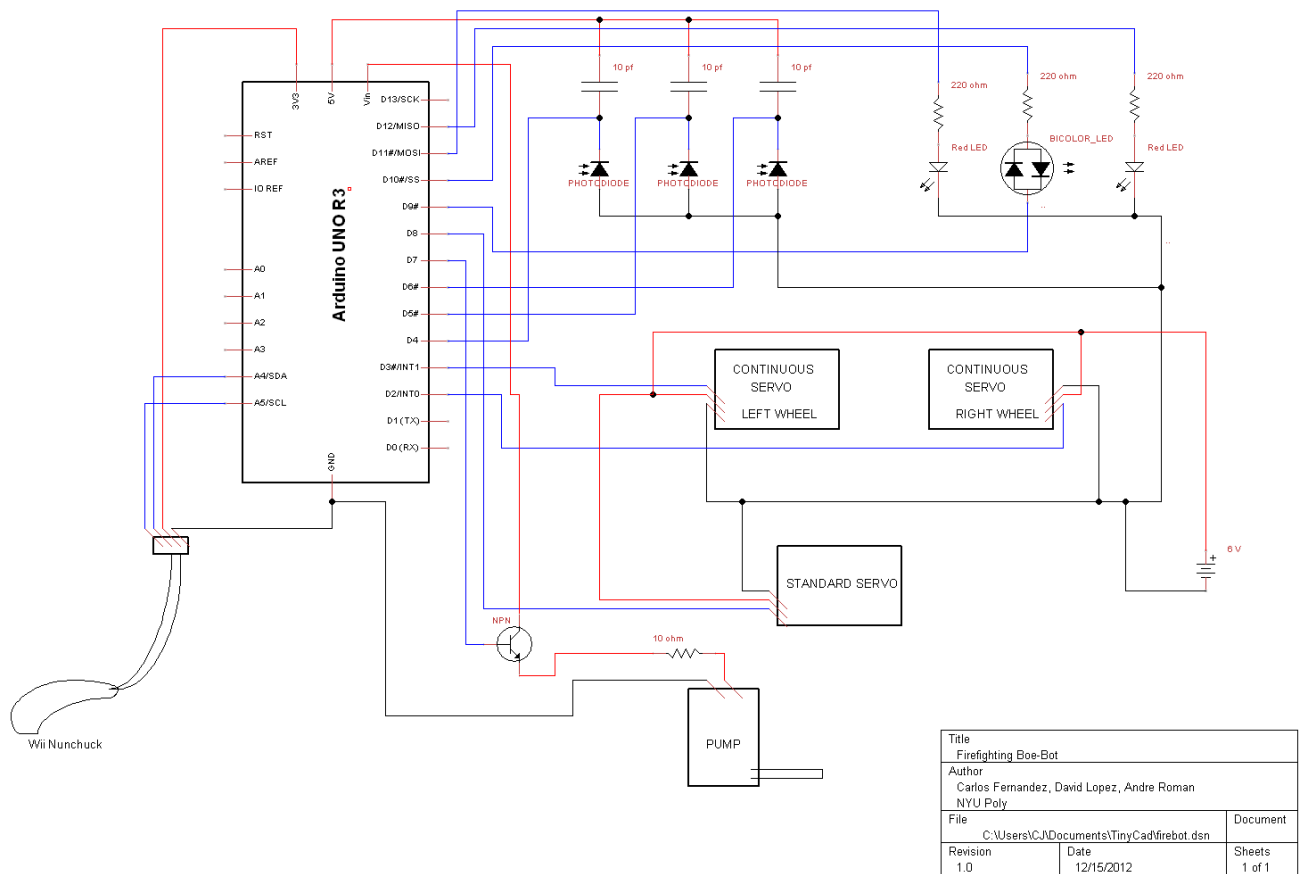 10 pf
10 pf
10 pf
220 ohm
220 ohm
220 ohm
Red LED
BICOLOR_LED
Red LED
PHOTODIODE
PHOTODIODE
PHOTODIODE
3V3
5V
Vin
RST
AREF
IO REF
A0
A1
A2
A3
A4/SDA
A5/SCL
Arduino UNO R3
D13/SCK
D12/MISO
D11#/MOSI
D10#/SS
D9#
D8
D7
D6#
D5#
D4
D3#/INT1
D2/INT0
D1(TX)
D0(RX)
GND
CONTINUOUS
SERVO
LEFT WHEEL
CONTINUOUS
SERVO
RIGHT WHEEL
+
6 V
STANDARD SERVO
NPN
10 ohm
PUMP
Wii Nunchuck
Title
Firefighting Boe-Bot
Author
Carlos Fernandez, David Lopez, Andre Roman
NYU Poly
File
C:\Users\CJ\Documents\TinyCad\firebot.dsn
Document
Revision
1.0
Date
12/15/2012
Sheets
1 of 1